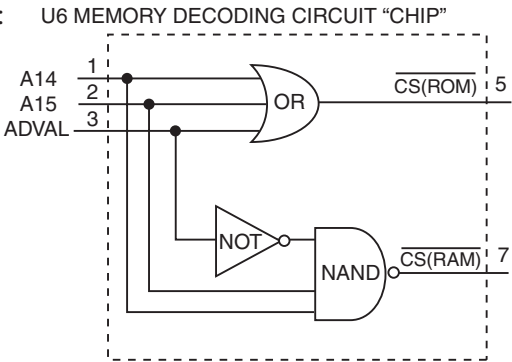 : U6 MEMORY DECODING CIRCUIT “CHIP”
A14 1
A15 2
ADVAL 3
OR
CS(ROM) 5
NOT
NAND
CS(RAM) 7